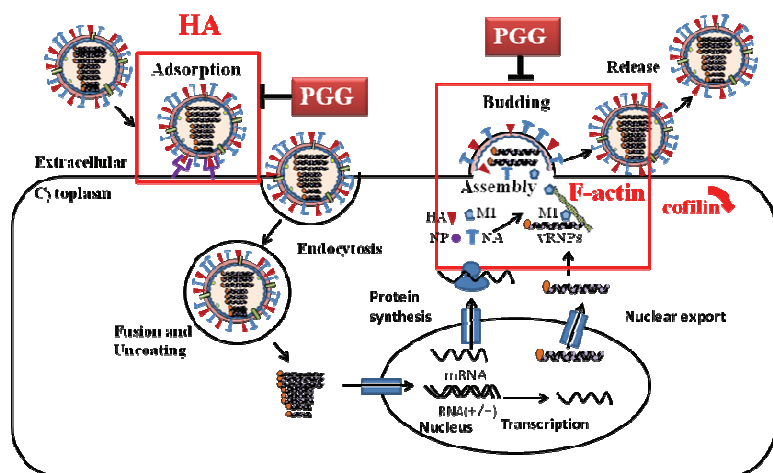 HA
PGG
Adsorption
PGG
Release
Budding
Extracellular
Cytoplasm
Assembly
F-actin
cofilin
HA
M1
M1
NP
NA
vRNPs
Endocytosis
Protein
synthesis
Nuclear export
Fusion and
Uncoating
mRNA
RNA(+/−)
Nucleus
Transcription